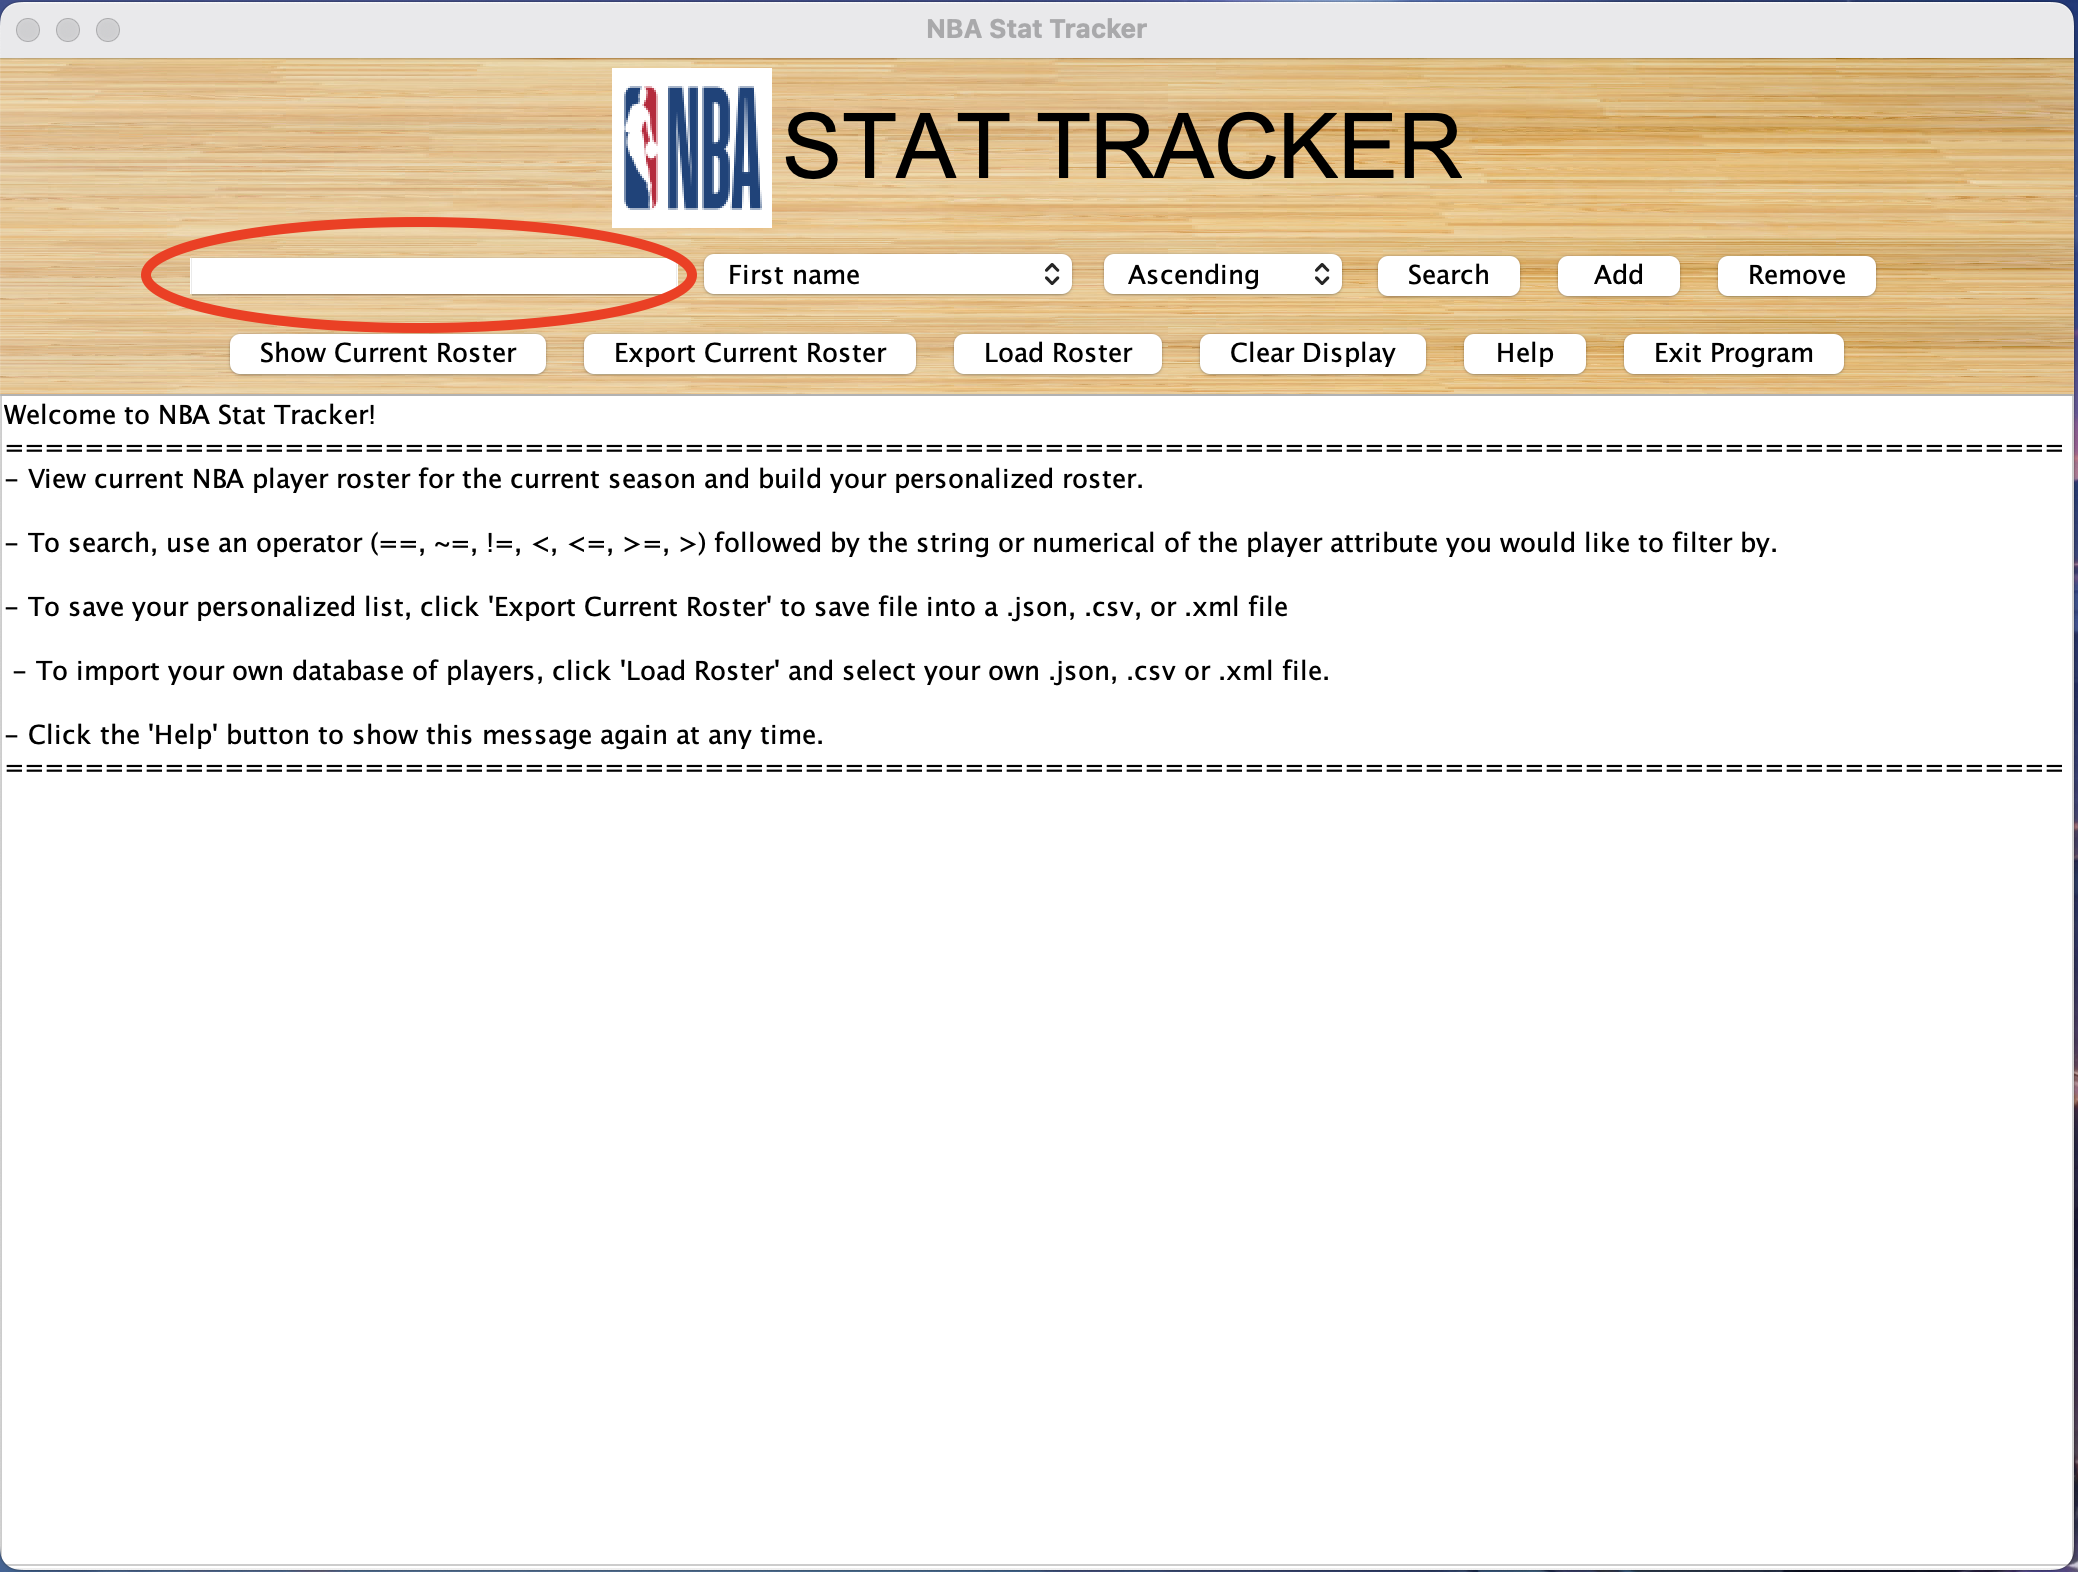 NBA Stat Tracker
NBA STAT TRACKER
First name Ascending Search Add Remove
Show Current Roster Export Current Roster Load Roster Clear Display Help Exit Program
Welcome to NBA Stat Tracker!
=======================================================================================================
- View current NBA player roster for the current season and build your personalized roster.
- To search, use an operator (==, ~=, !=, <, <=, >=, >) followed by the string or numerical of the player attribute you would like to filter by.
- To save your personalized list, click 'Export Current Roster' to save file into a .json, .csv, or .xml file
- To import your own database of players, click 'Load Roster' and select your own .json, .csv or .xml file.
- Click the 'Help' button to show this message again at any time.
=======================================================================================================